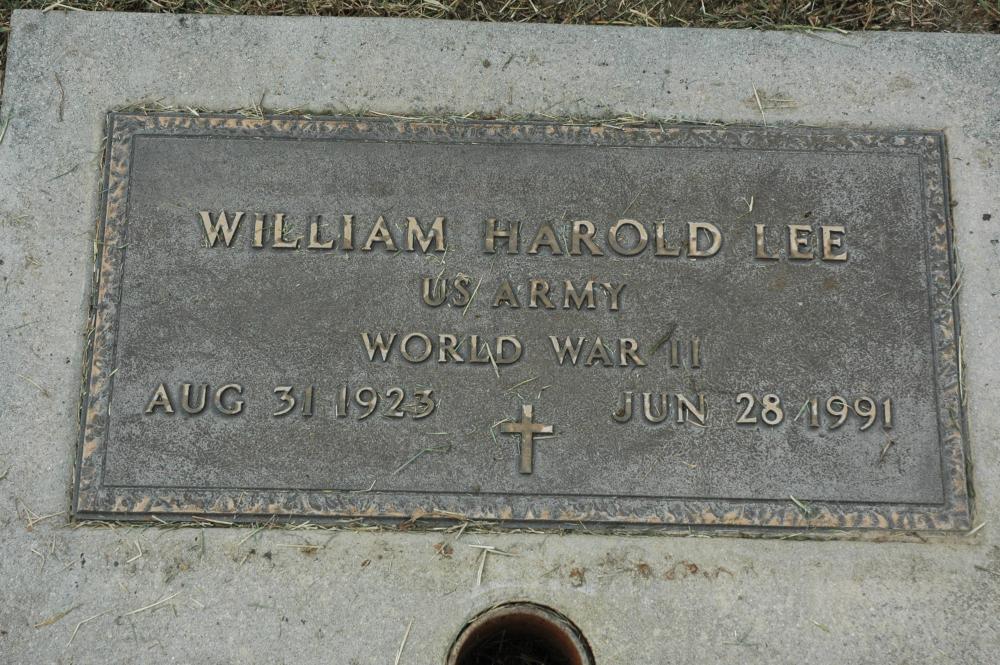 WILLIAM HAROLD LEE
US ARMY
WORLD WAR II
AUG 31 1923 JUN 28 1991